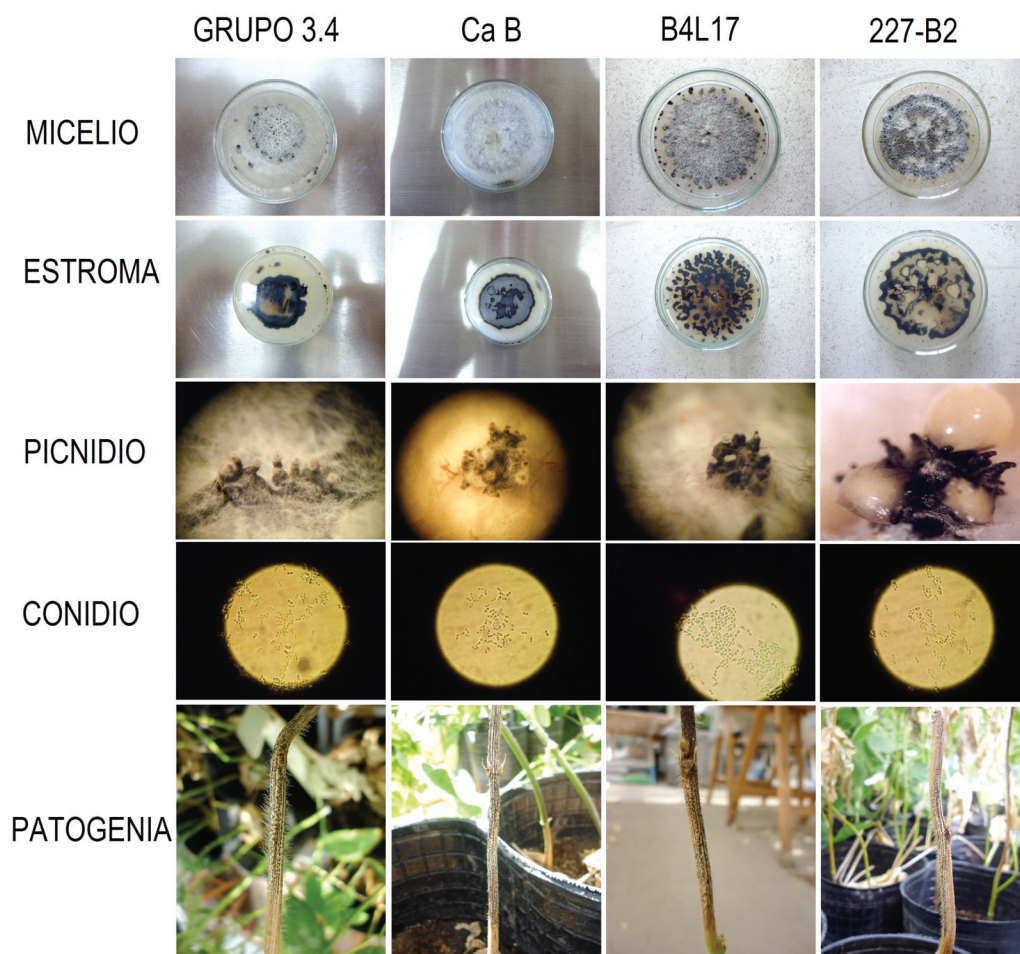 GRUPO 3.4 Ca B B4L17 227-B2
MICELIO
ESTROMA
PICNIDIO
CONIDIO
PATOGENIA